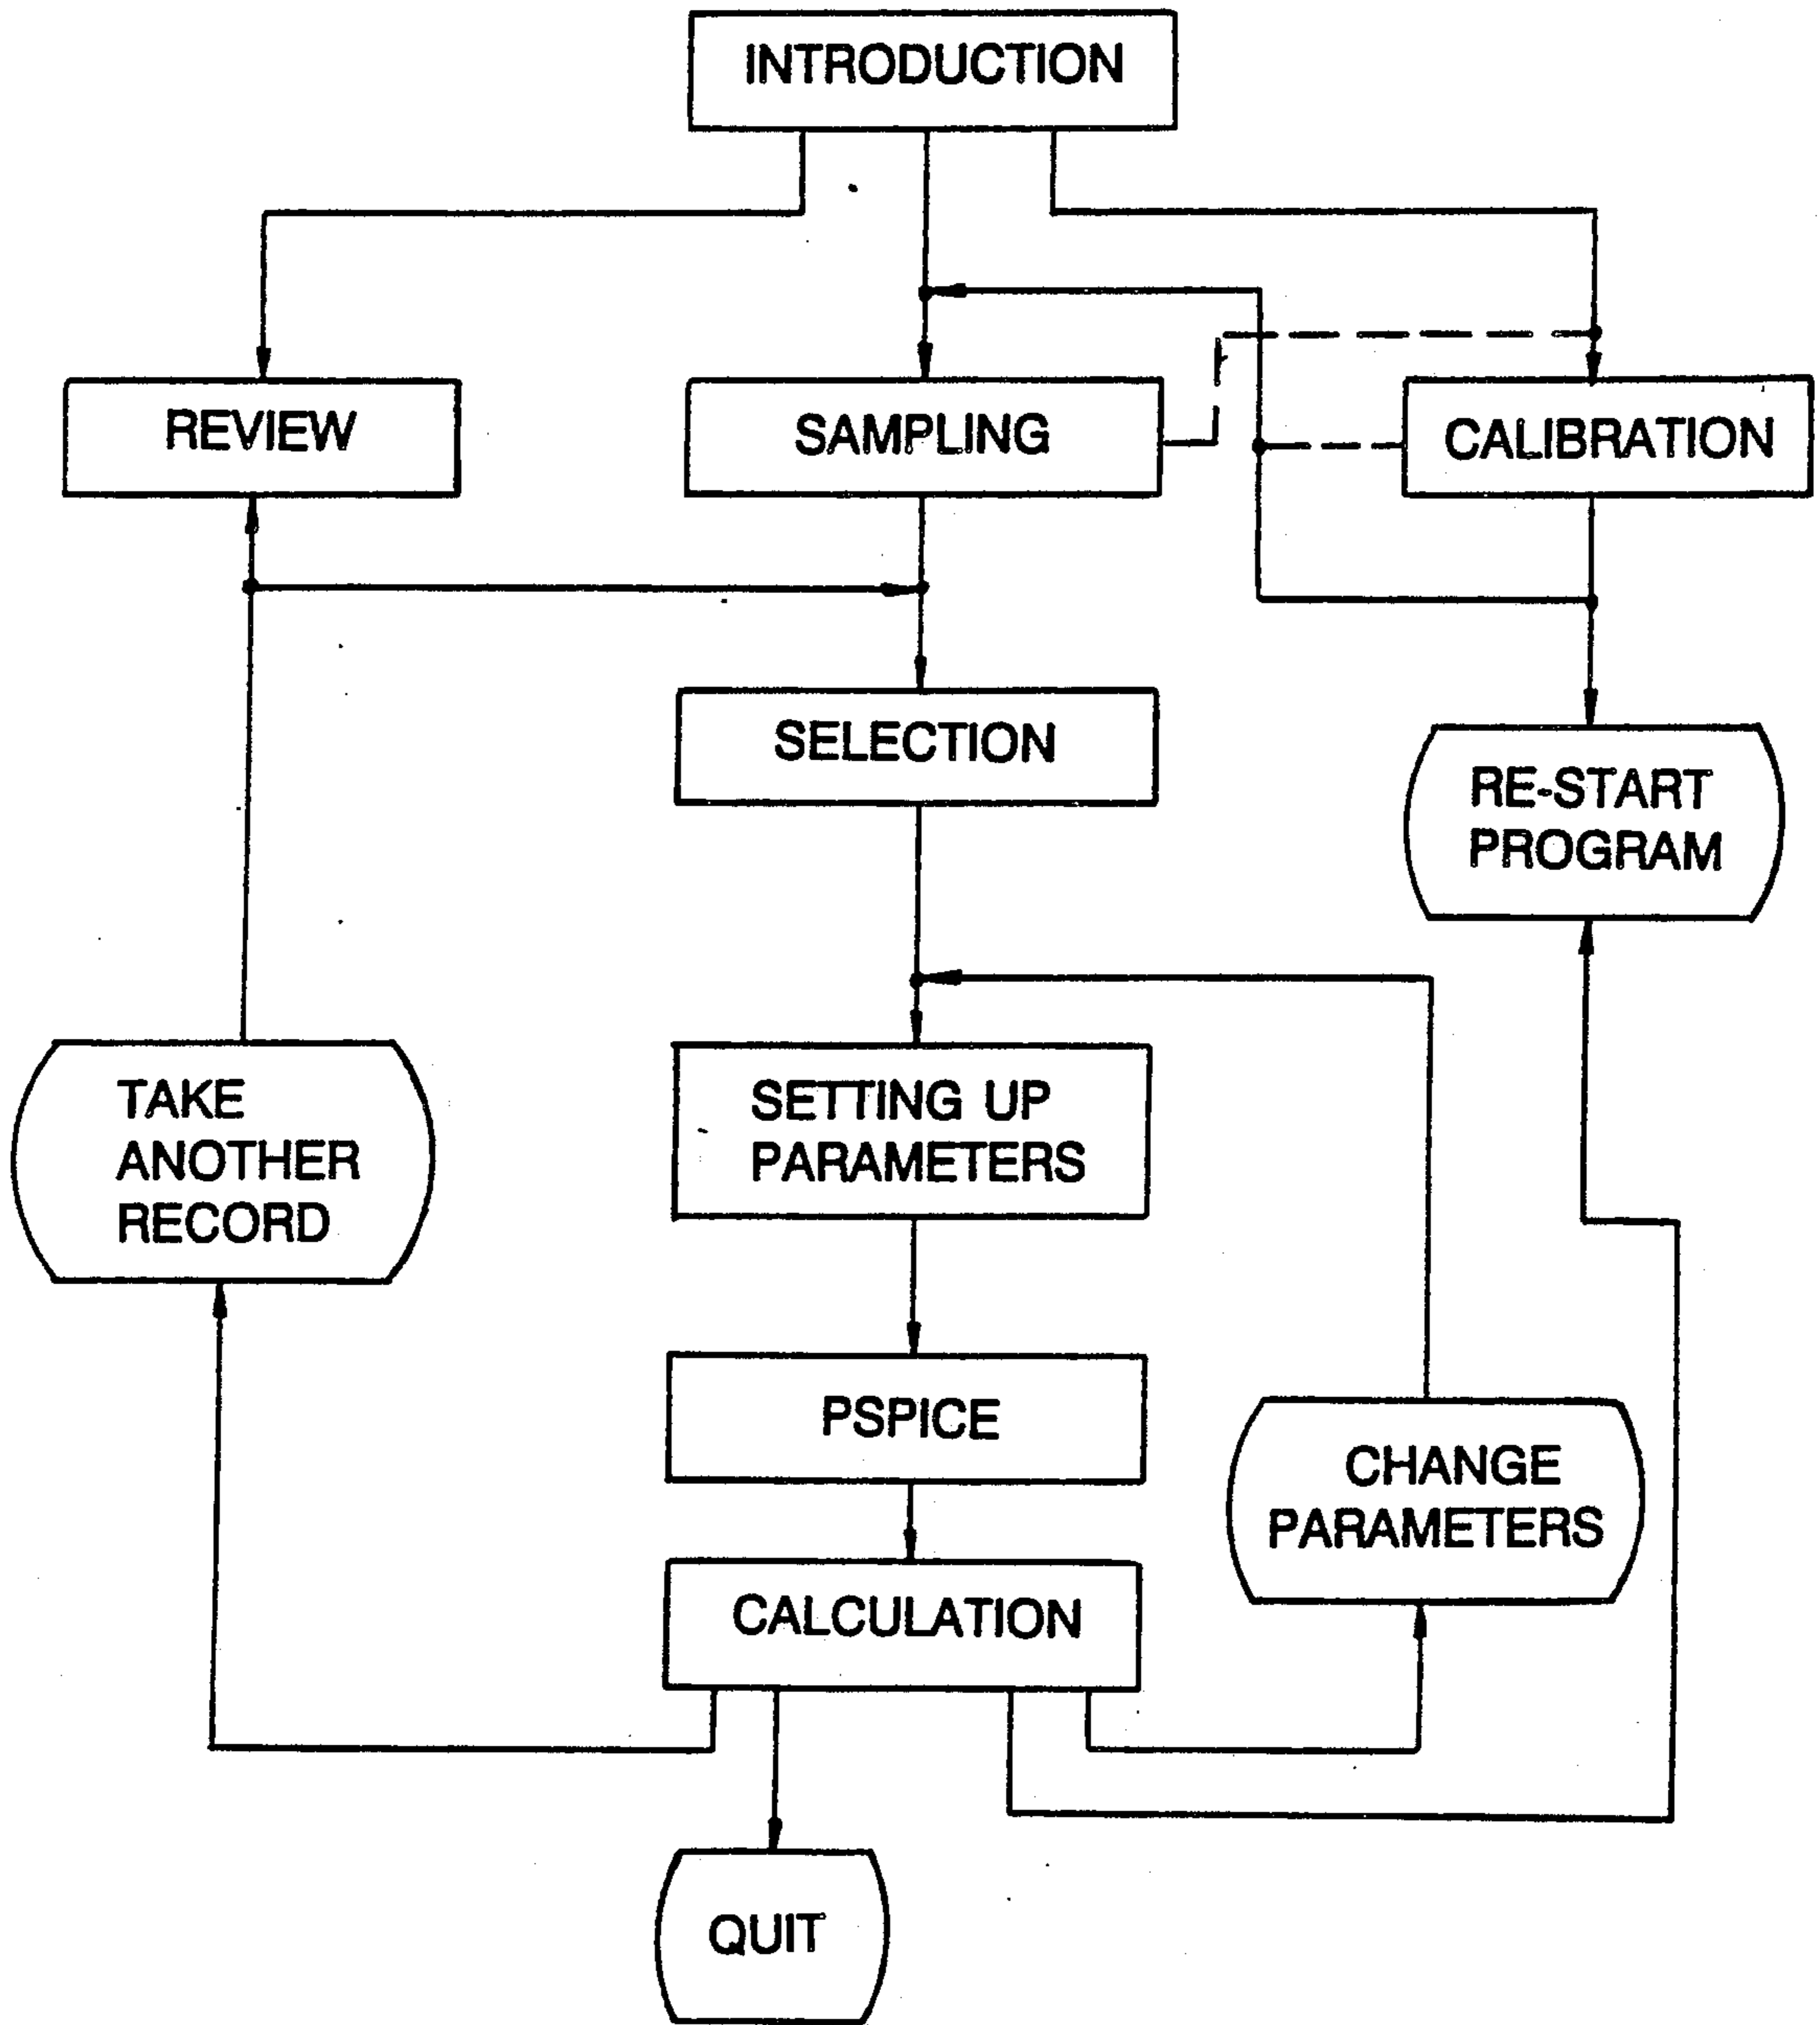 INTRODUCTION
REVIEW
SAMPLING
CALIBRATION
SELECTION
RE-START
PROGRAM
TAKE
ANOTHER
RECORD
SETTING UP
PARAMETERS
PSPICE
CHANGE
PARAMETERS
CALCULATION
QUIT